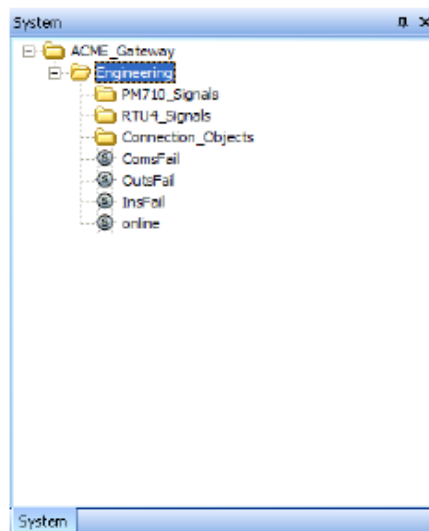 System
ACME_Gateway
Engineering
PM710_Signals
RTU4_Signals
Connection_Objects
ComsFail
OutsFail
InsFail
online
System